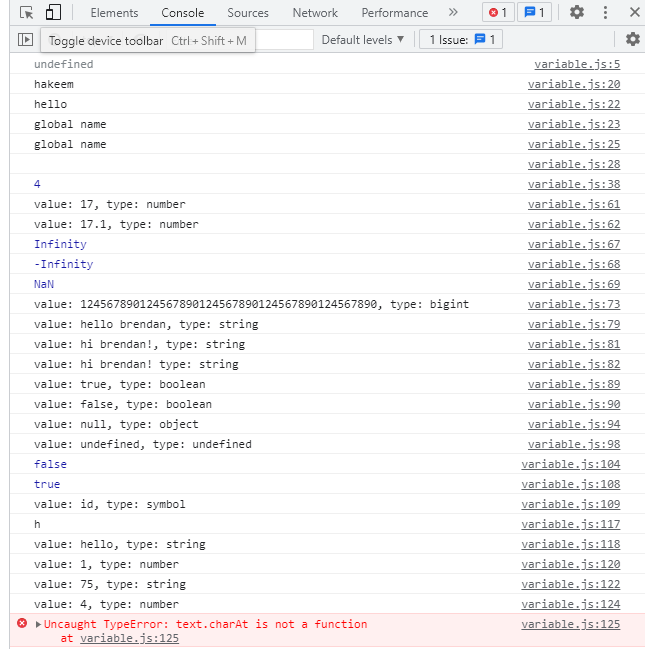 Elements Console Sources Network Performance » 1 1
Toggle device toolbar Ctrl + Shift + M Default levels ▼ 1 Issue: 1
undefined variable.js:5
hakeem variable.js:20
hello variable.js:22
global name variable.js:23
global name variable.js:25
variable.js:28
4 variable.js:38
value: 17, type: number variable.js:61
value: 17.1, type: number variable.js:62
Infinity variable.js:67
-Infinity variable.js:68
NaN variable.js:69
value: 12456789012456789012456789012456789012456​7890, type: bigint variable.js:73
value: hello brendan, type: string variable.js:79
value: hi brendan!, type: string variable.js:81
value: hi brendan! type: string variable.js:82
value: true, type: boolean variable.js:89
value: false, type: boolean variable.js:90
value: null, type: object variable.js:94
value: undefined, type: undefined variable.js:98
false variable.js:104
true variable.js:108
value: id, type: symbol variable.js:109
h variable.js:117
value: hello, type: string variable.js:118
value: 1, type: number variable.js:120
value: 75, type: string variable.js:122
value: 4, type: number variable.js:124
Uncaught TypeError: text.charAt is not a function variable.js:125
at variable.js:125